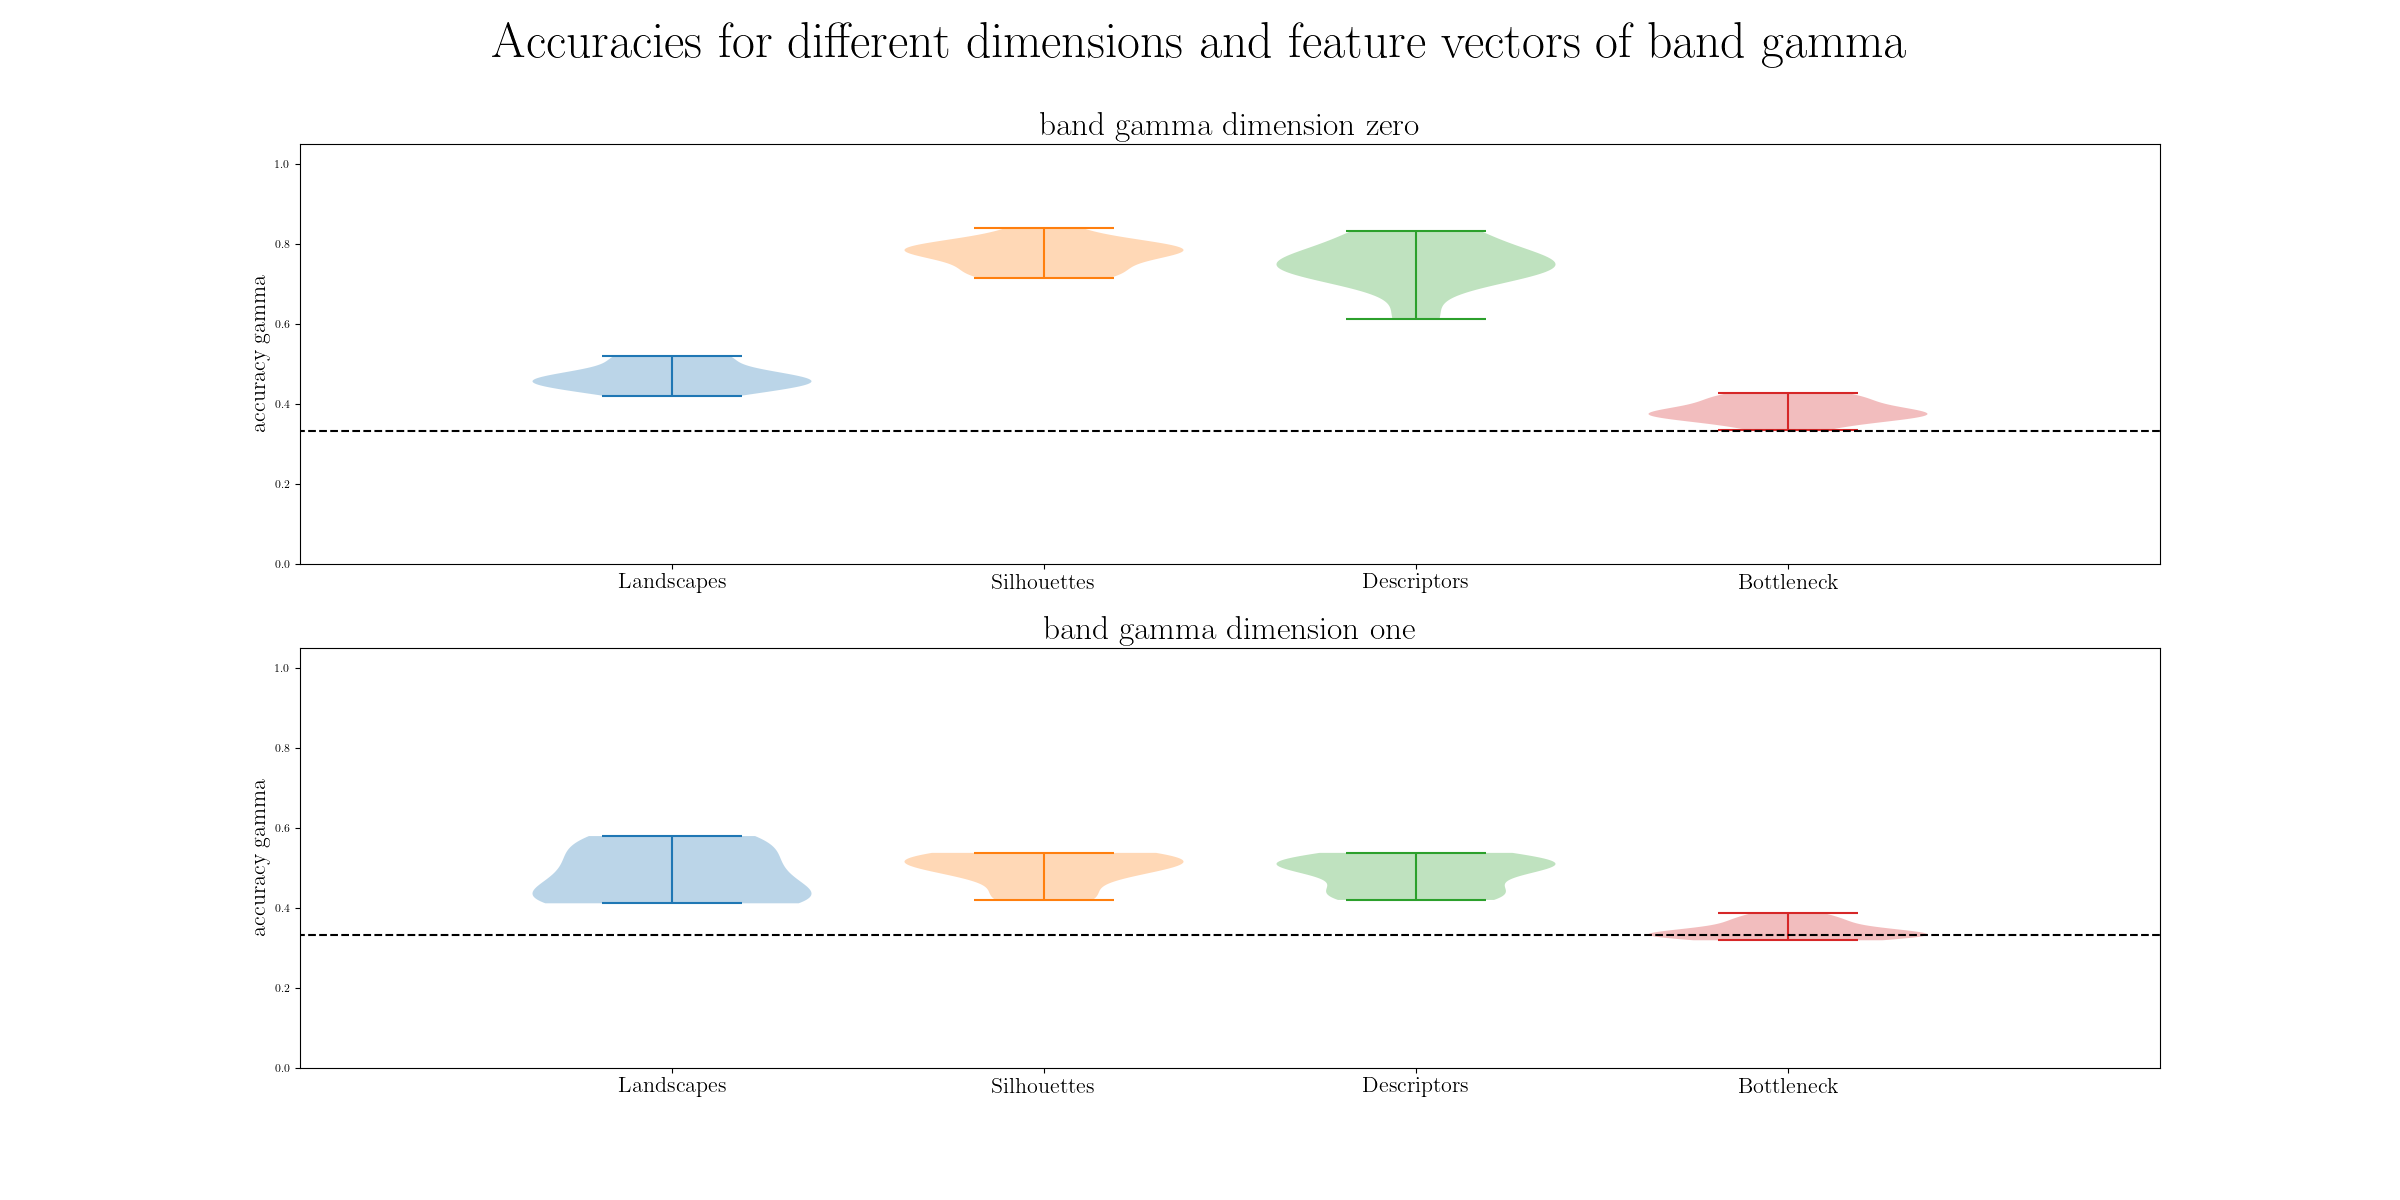 Accuracies for different dimensions and feature vectors of band gamma
band gamma dimension zero
accuracy gamma
1.0
0.8
0.6
0.4
0.2
0.0
Landscapes Silhouettes Descriptors Bottleneck
band gamma dimension one
accuracy gamma
1.0
0.8
0.6
0.4
0.2
0.0
Landscapes Silhouettes Descriptors Bottleneck